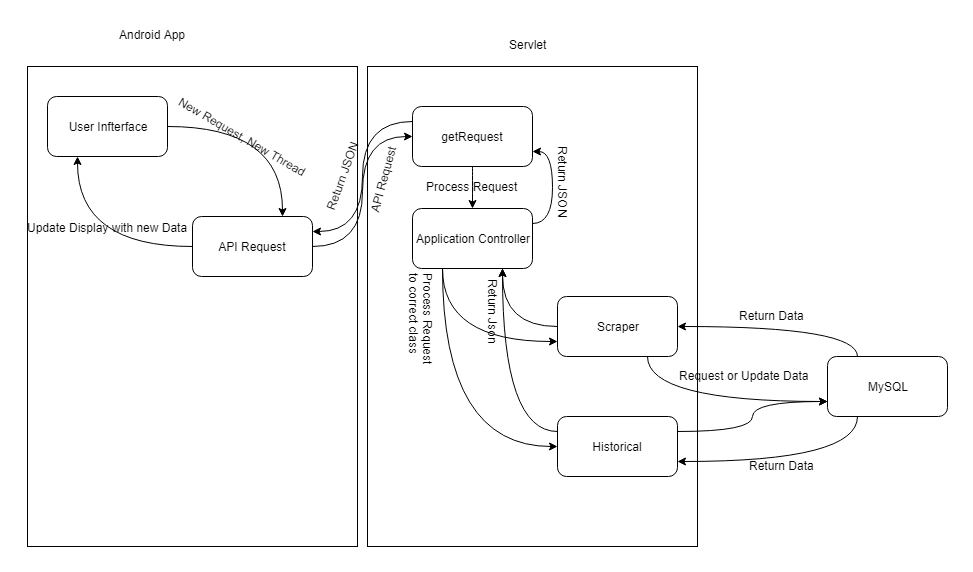 Android App
Servlet
User Infterface
New Request, New Thread
Update Display with new Data
API Request
Return JSON
API Request
getRequest
Process Request
Return JSON
Application Controller
Process Request
to correct class
Return Json
Scraper
Return Data
Request or Update Data
MySQL
Historical
Return Data